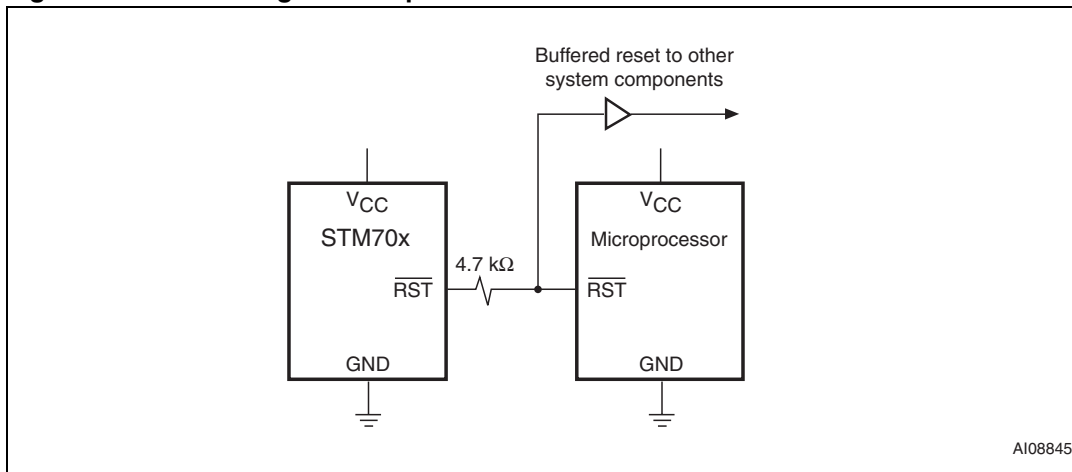 Buffered reset to other
system components
VCC
STM70x
4.7 kΩ
RST
GND
VCC
Microprocessor
RST
GND
AI08845